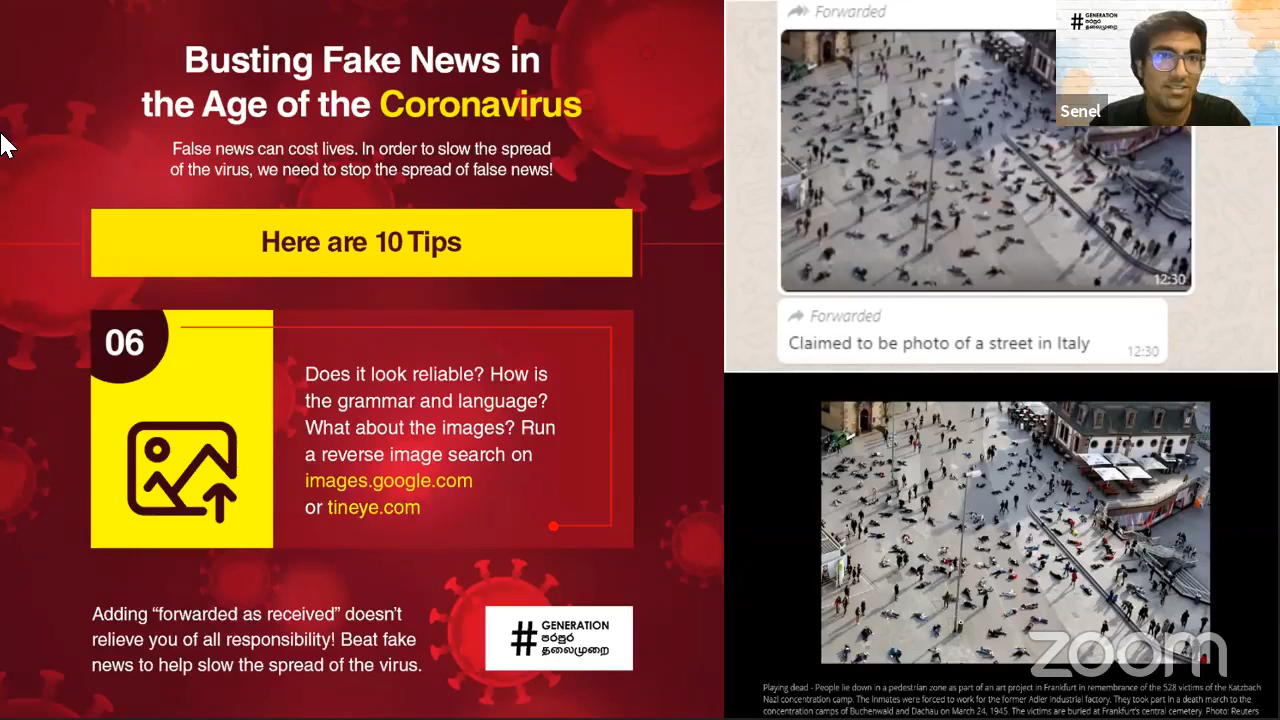 Busting Fake News in
the Age of the Coronavirus
False news can cost lives. In order to slow the spread
of the virus, we need to stop the spread of false news!
Here are 10 Tips
06
Does it look reliable? How is
the grammar and language?
What about the images? Run
a reverse image search on
images.google.com
or tineye.com
Adding “forwarded as received” doesn’t
relieve you of all responsibility! Beat fake
news to help slow the spread of the virus.
# GENERATION
පරපුර
தலைமுறை
Forwarded
12:30
Forwarded
Claimed to be photo of a street in Italy
12:30
# GENERATION
පරපුර
தலைமுறை
Senel
zoom
Playing dead - People lie down in a pedestrian zone as part of an art project in Frankfurt in remembrance of the 528 victims of the Katzbach
Nazi concentration camp. The inmates were forced to work for the former Adler industrial factory. They took part in a death march to the
concentration camps of Buchenwald and Dachau on March 24, 1945. The victims are buried at Frankfurt's central cemetery. Photo: Reuters